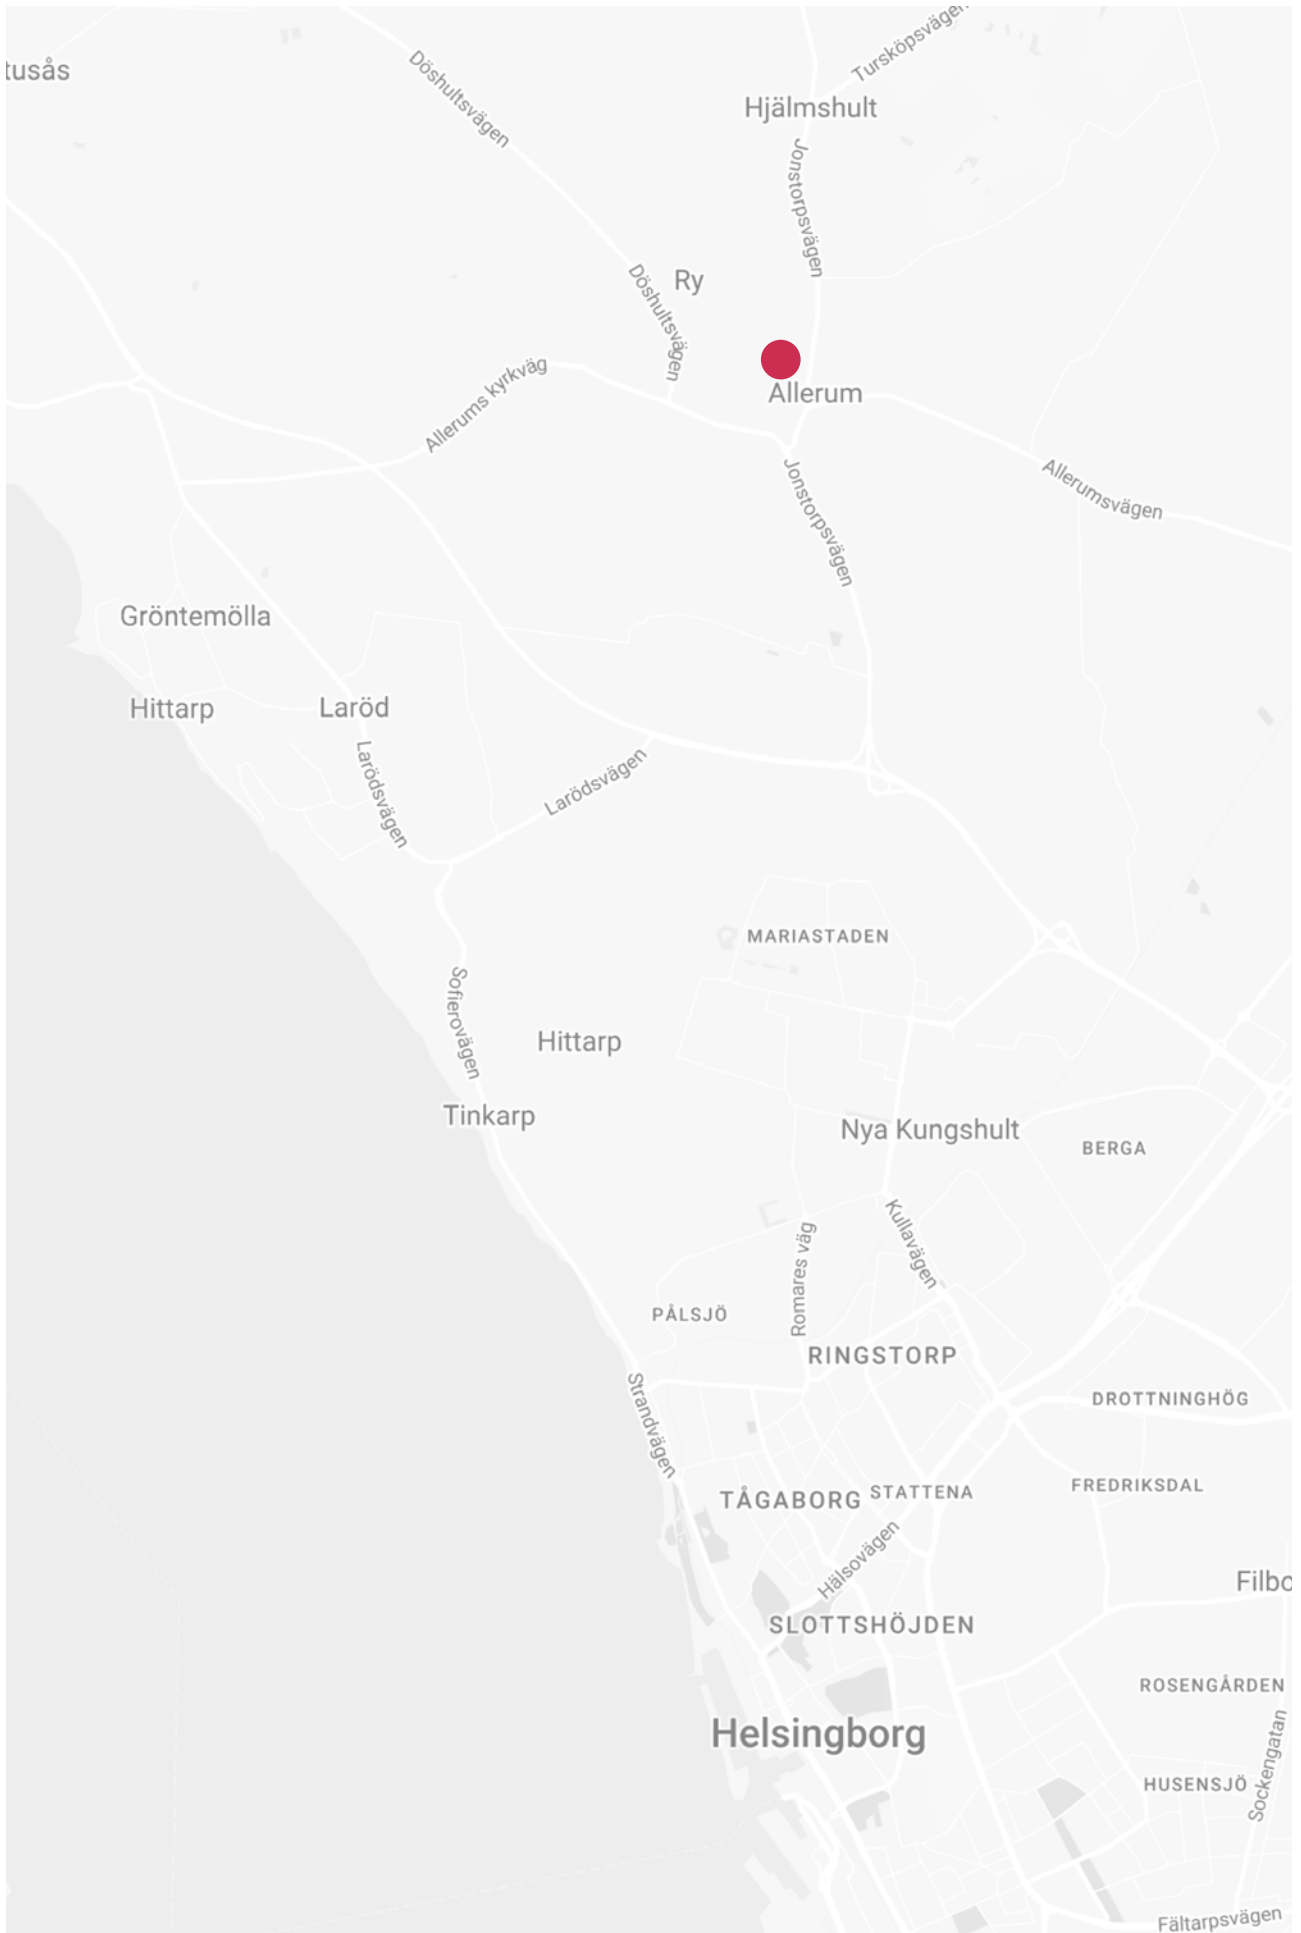 Tursköpsvägen
tusås
Döshultsvägen
Hjälmshult
Jonstorpsvägen
Ry
Döshultsvägen
Allerums kyrkväg
Allerum
Jonstorpsvägen
Allerumsvägen
Gröntemölla
Hittarp
Laröd
Larödsvägen
Larödsvägen
MARIASTADEN
Sofierovägen
Hittarp
Tinkarp
Nya Kungshult
BERGA
Kullavägen
Romares väg
PÅLSJÖ
RINGSTORP
Strandvägen
DROTTNINGHÖG
FREDRIKSDAL
STATTENA
TÅGABORG
Hälsovägen
Filbo
SLOTTSHÖJDEN
ROSENGÅRDEN
Helsingborg
Sockengatan
HUSENSJÖ
Fältarpsvägen